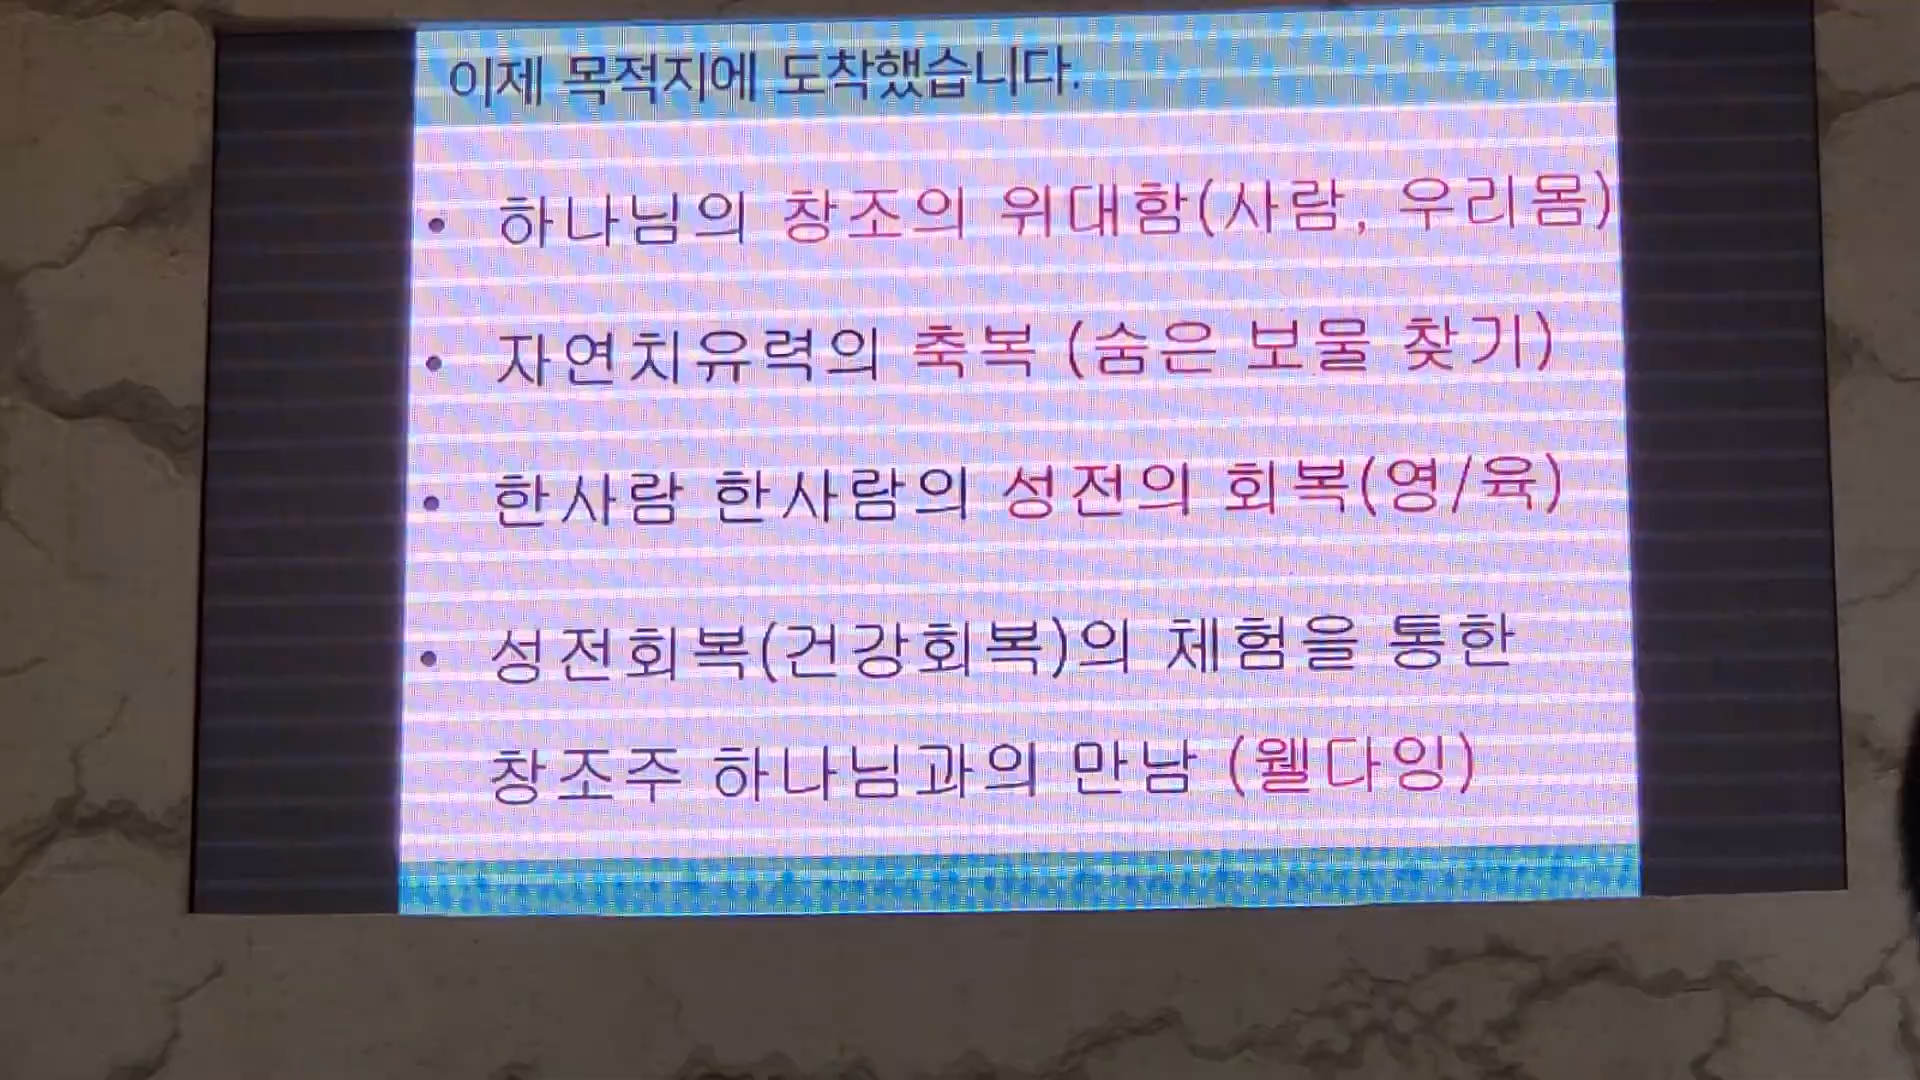 이제 목적지에 도착했습니다.
• 하나님의 창조의 위대함(사람, 우리몸)
• 자연치유력의 축복 (숨은 보물 찾기)
• 한사람 한사람의 성전의 회복(영/육)
• 성전회복(건강회복)의 체험을 통한
창조주 하나님과의 만남 (웰다잉)